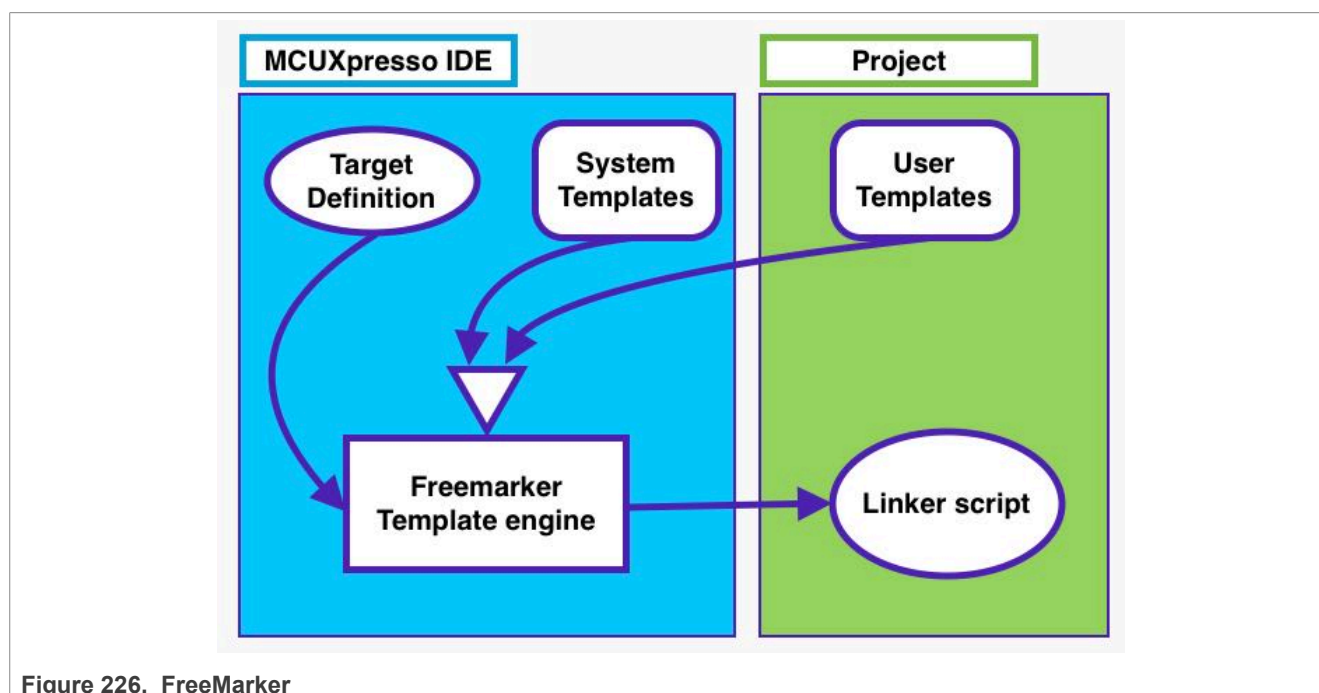 MCUXpresso IDE
Project
Target
Definition
System
Templates
User
Templates
Freemarker
Template engine
Linker script
Figure 226. FreeMarker